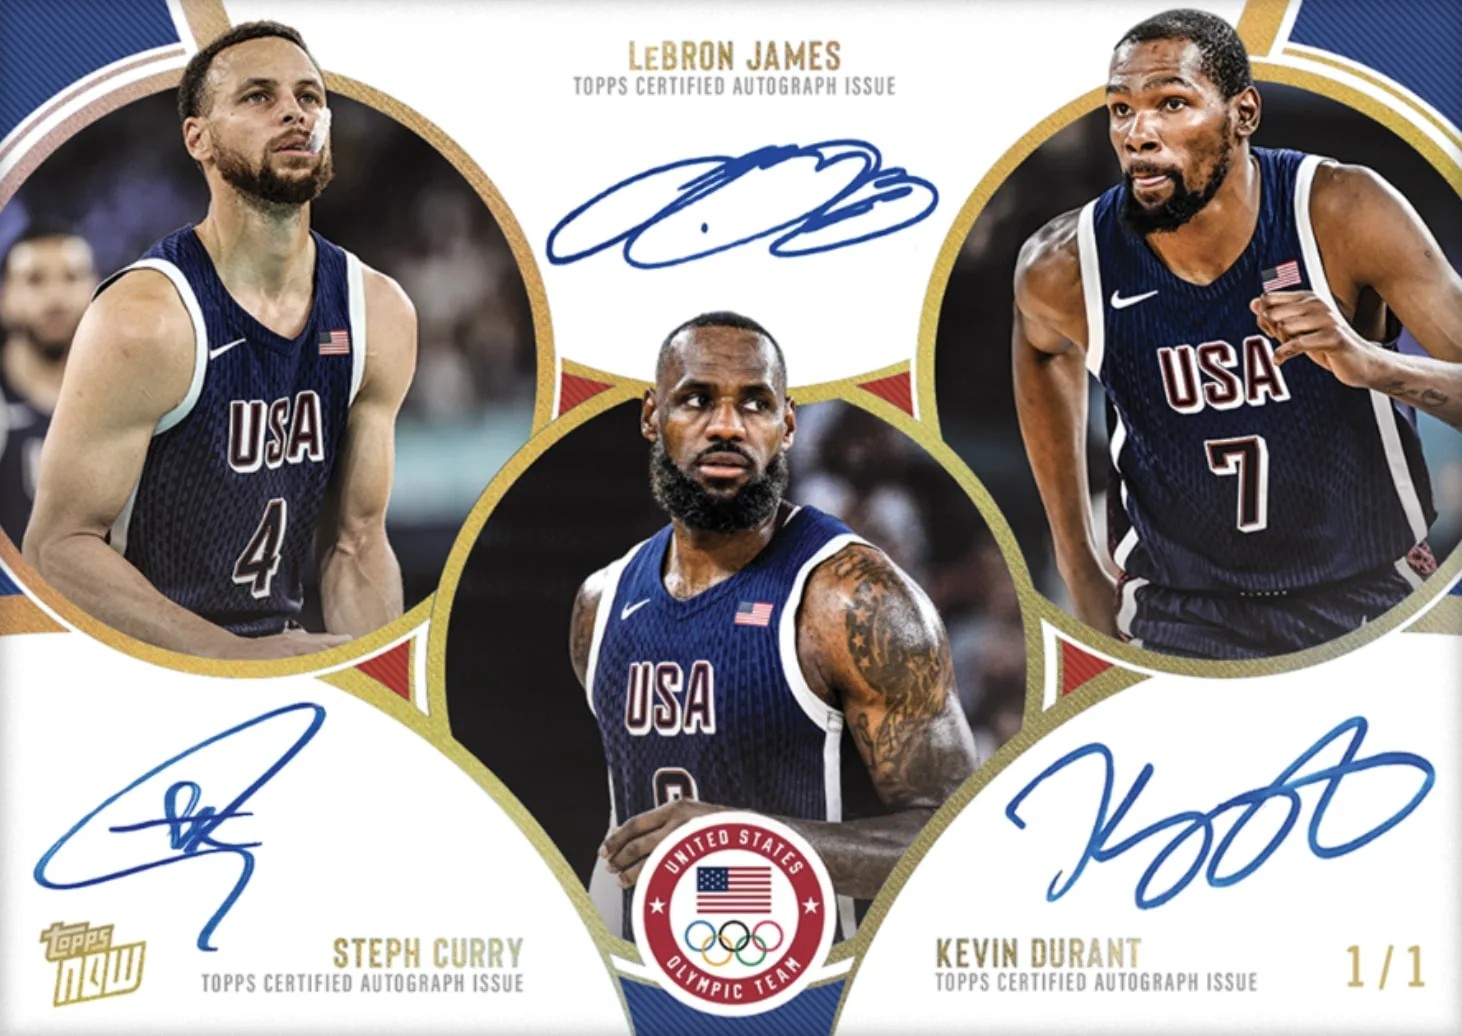 LeBRON JAMES
TOPPS CERTIFIED AUTOGRAPH ISSUE
USA
4
USA
7
USA
UNITED STATES
OLYMPIC TEAM
topps
NOW
STEPH CURRY
TOPPS CERTIFIED AUTOGRAPH ISSUE
KEVIN DURANT
TOPPS CERTIFIED AUTOGRAPH ISSUE
1/1